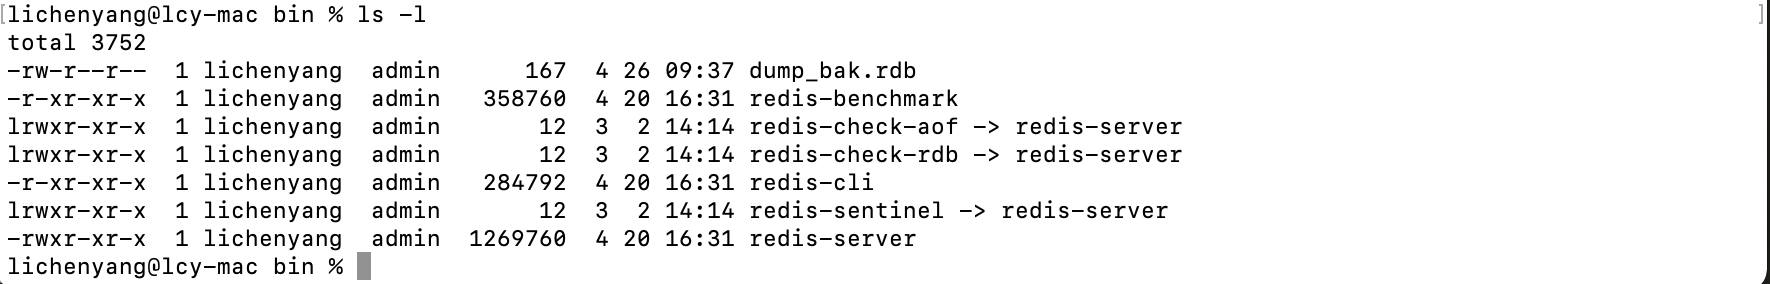 [lichenyang@lcy-mac bin % ls -l ]
total 3752
-rw-r--r--  1 lichenyang  admin      167  4 26 09:37 dump_bak.rdb
-r-xr-xr-x  1 lichenyang  admin   358760  4 20 16:31 redis-benchmark
lrwxr-xr-x  1 lichenyang  admin       12  3  2 14:14 redis-check-aof -> redis-server
lrwxr-xr-x  1 lichenyang  admin       12  3  2 14:14 redis-check-rdb -> redis-server
-r-xr-xr-x  1 lichenyang  admin   284792  4 20 16:31 redis-cli
lrwxr-xr-x  1 lichenyang  admin       12  3  2 14:14 redis-sentinel -> redis-server
-rwxr-xr-x  1 lichenyang  admin  1269760  4 20 16:31 redis-server
lichenyang@lcy-mac bin %